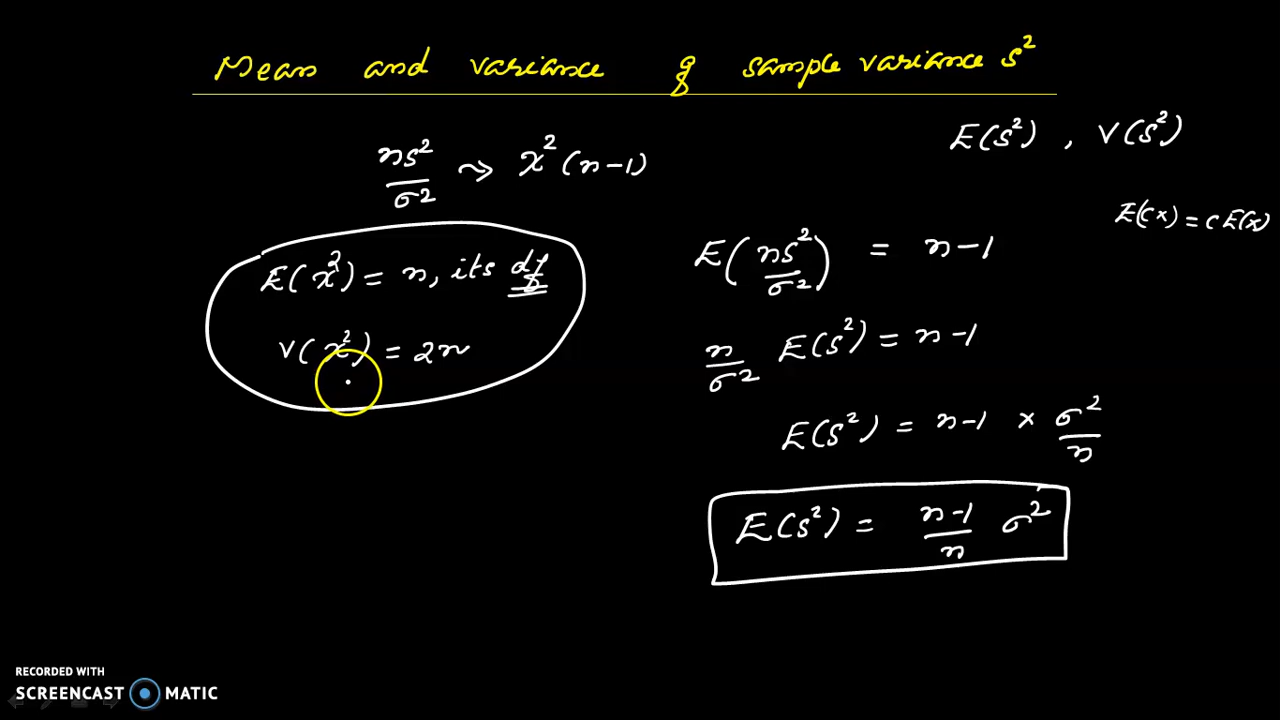 Mean and variance of sample variance s²
E(s²) , V(s²)
ns²/σ² ~> χ² (n-1)
E(cx) = c E(x)
E(χ²) = n, its df
V(χ²) = 2n
E(ns²/σ²) = n-1
n/σ² E(s²) = n-1
E(s²) = n-1 × σ²/n
E(s²) = n-1/n σ²
RECORDED WITH
SCREENCAST MATIC